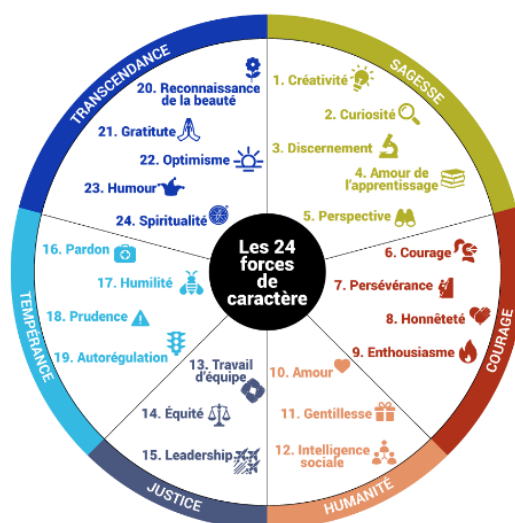 TRANSCENDANCE
20. Reconnaissance
de la beauté
21. Gratitute
22. Optimisme
23. Humour
24. Spiritualité
SAGESSE
1. Créativité
2. Curiosité
3. Discernement
4. Amour de
l'apprentissage
5. Perspective
Les 24
forces
de
caractère
TEMPÉRANCE
16. Pardon
17. Humilité
18. Prudence
19. Autorégulation
COURAGE
6. Courage
7. Persévérance
8. Honnêteté
9. Enthousiasme
JUSTICE
13. Travail
d'équipe
14. Équité
15. Leadership
HUMANITÉ
10. Amour
11. Gentillesse
12. Intelligence
sociale